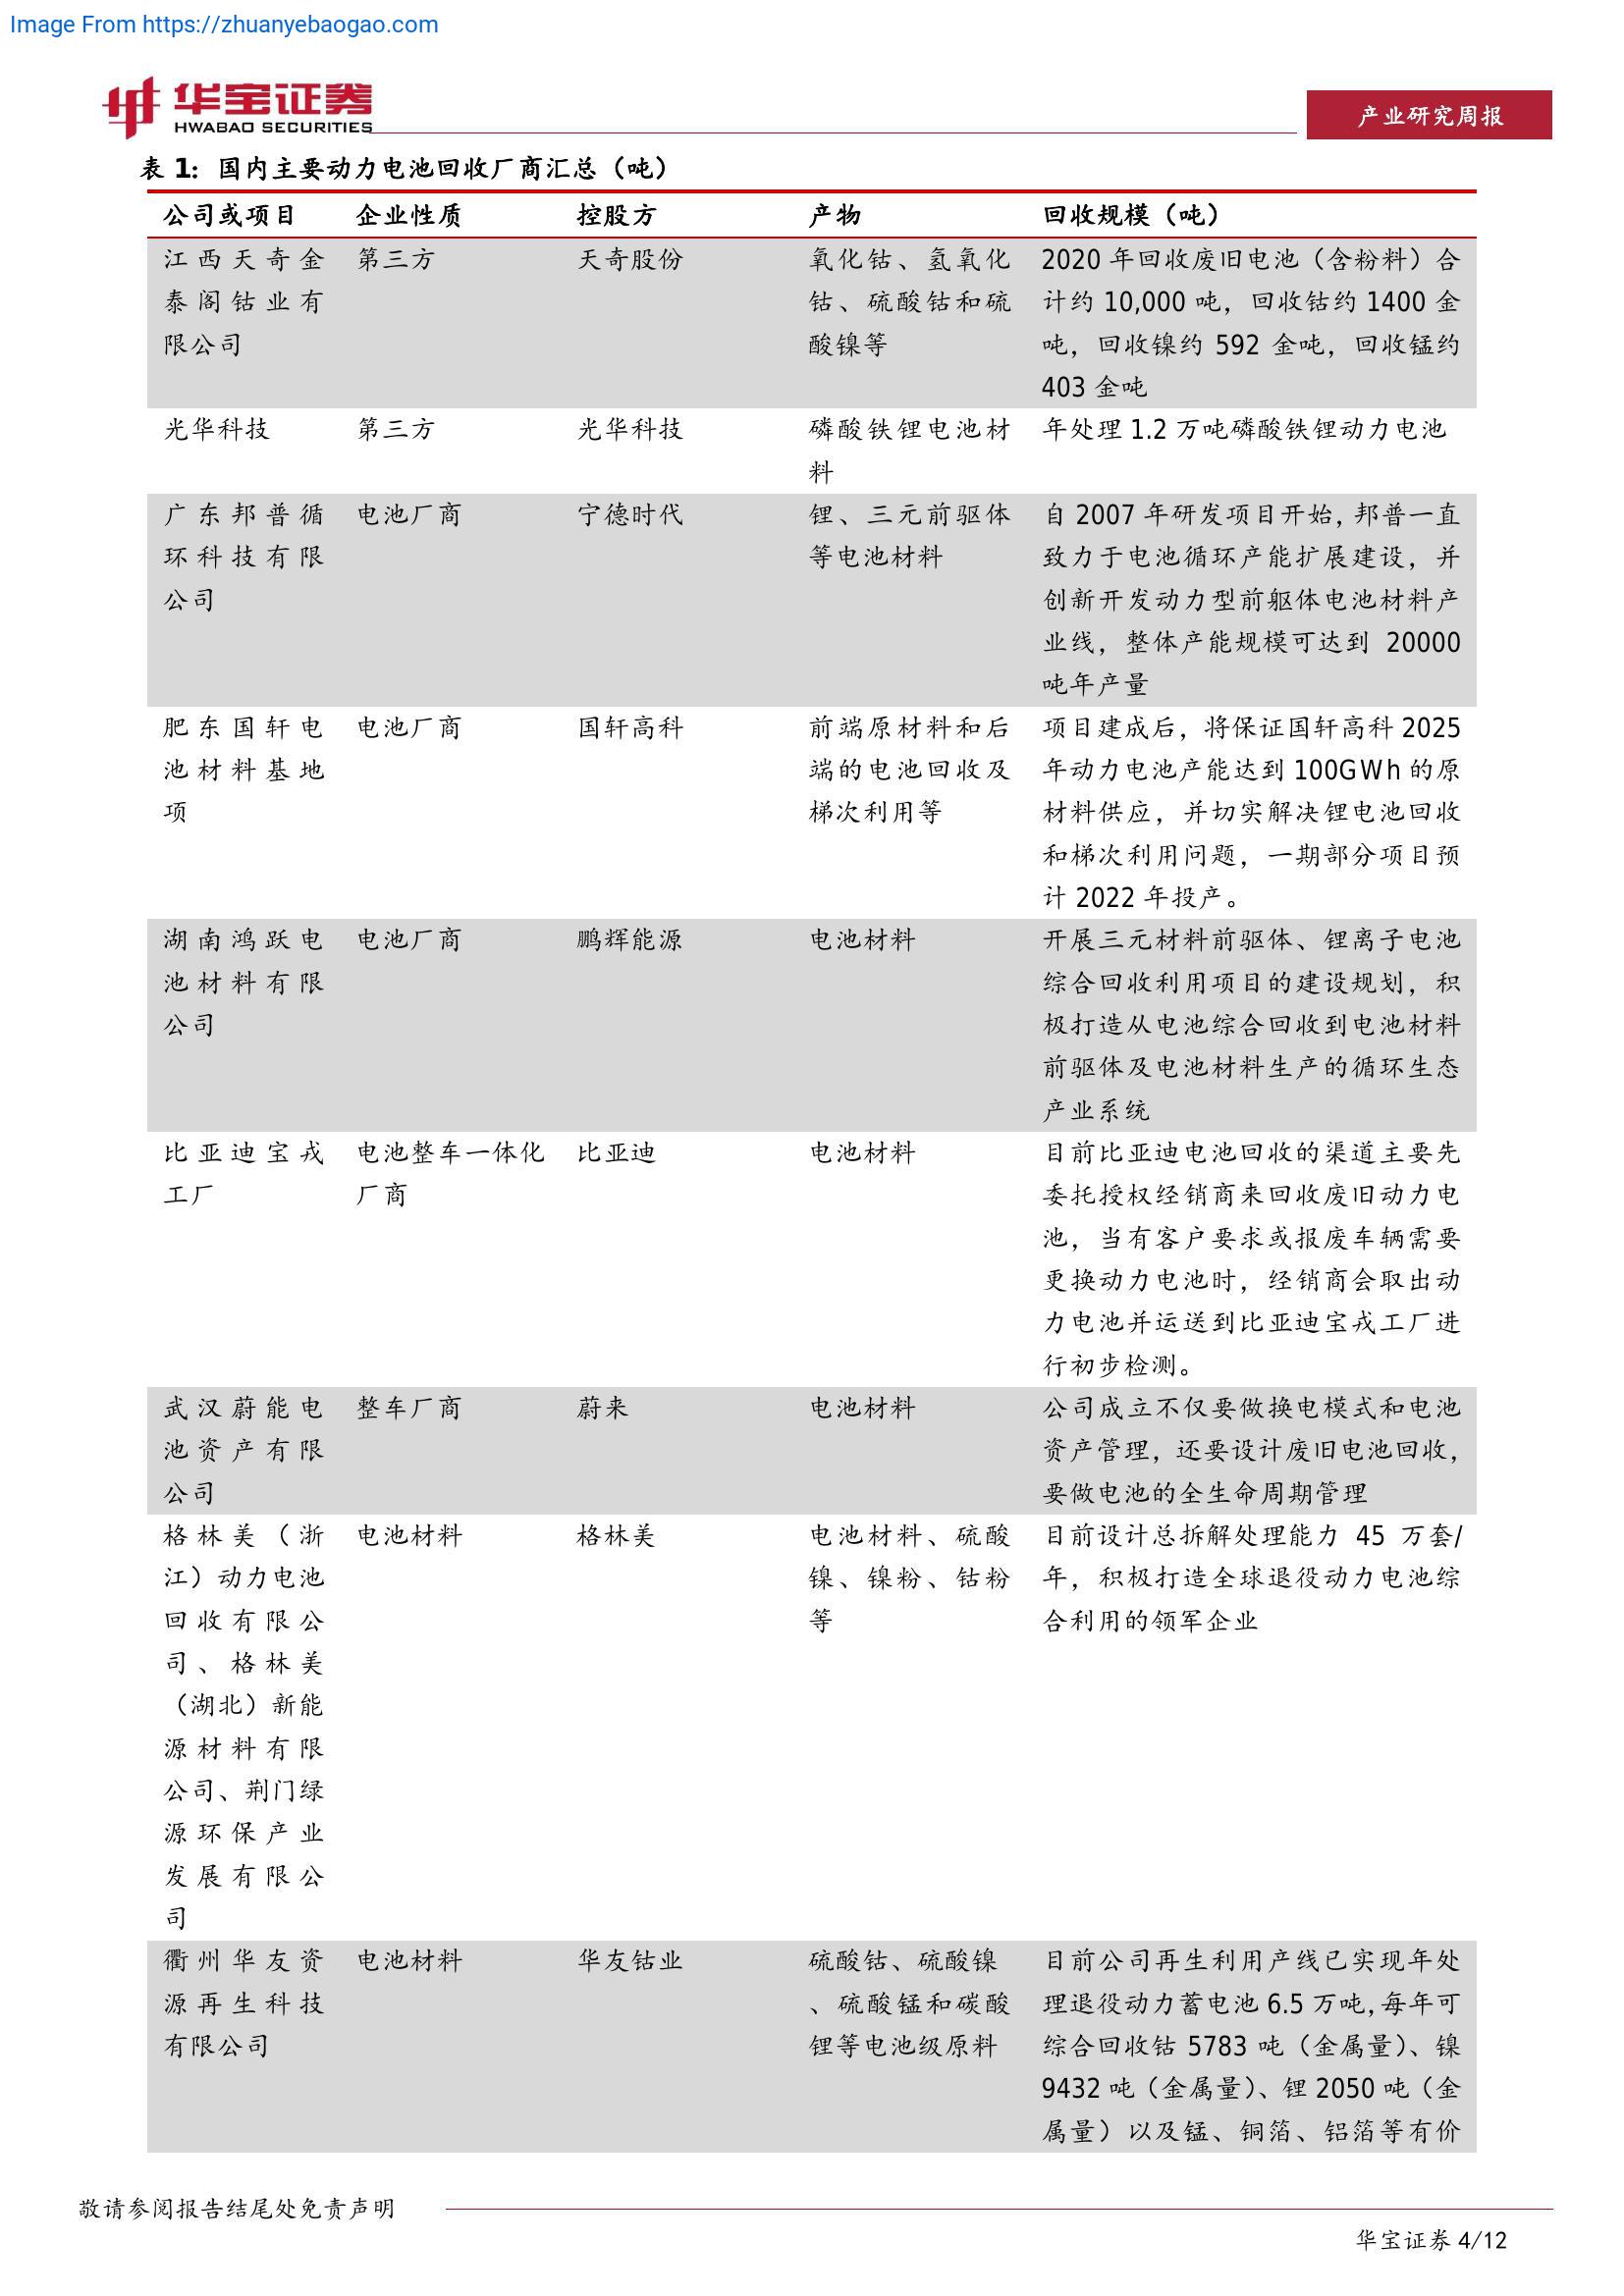 Image From https://zhuanyebaogao.com
华宝证券
HWABAO SECURITIES
产业研究周报
表 1: 国内主要动力电池回收厂商汇总（吨）
公司或项目 企业性质 控股方 产物 回收规模（吨）
江西天奇金 第三方 天奇股份 氧化钴、氢氧化 2020 年回收废旧电池（含粉料）合
泰阁钴业有 钴、硫酸钴和硫 计约 10,000 吨，回收钴约 1400 金
限公司 酸镍等 吨，回收镍约 592 金吨，回收锰约
403 金吨
光华科技 第三方 光华科技 磷酸铁锂电池材 年处理 1.2 万吨磷酸铁锂动力电池
料
广东邦普循 电池厂商 宁德时代 锂、三元前驱体 自 2007 年研发项目开始，邦普一直
环科技有限 等电池材料 致力于电池循环产能扩展建设，并
公司 创新开发动力型前躯体电池材料产
业线，整体产能规模可达到 20000
吨年产量
肥东国轩电 电池厂商 国轩高科 前端原材料和后 项目建成后，将保证国轩高科 2025
池材料基地 端的电池回收及 年动力电池产能达到 100GWh 的原
项 梯次利用等 材料供应，并切实解决锂电池回收
和梯次利用问题，一期部分项目预
计 2022 年投产。
湖南鸿跃电 电池厂商 鹏辉能源 电池材料 开展三元材料前驱体、锂离子电池
池材料有限 综合回收利用项目的建设规划，积
公司 极打造从电池综合回收到电池材料
前驱体及电池材料生产的循环生态
产业系统
比亚迪宝戎 电池整车一体化 比亚迪 电池材料 目前比亚迪电池回收的渠道主要先
工厂 厂商 委托授权经销商来回收废旧动力电
池，当有客户要求或报废车辆需要
更换动力电池时，经销商会取出动
力电池并运送到比亚迪宝戎工厂进
行初步检测。
武汉蔚能电 整车厂商 蔚来 电池材料 公司成立不仅要做换电模式和电池
池资产有限 资产管理，还要设计废旧电池回收，
公司 要做电池的全生命周期管理
格林美（浙 电池材料 格林美 电池材料、硫酸 目前设计总拆解处理能力 45 万套/
江）动力电池 镍、镍粉、钴粉 年，积极打造全球退役动力电池综
回收有限公 等 合利用的领军企业
司、格林美
（湖北）新能
源材料有限
公司、荆门绿
源环保产业
发展有限公
司
衢州华友资 电池材料 华友钴业 硫酸钴、硫酸镍 目前公司再生利用产线已实现年处
源再生科技 、硫酸锰和碳酸 理退役动力蓄电池 6.5 万吨，每年可
有限公司 锂等电池级原料 综合回收钴 5783 吨（金属量）、镍
9432 吨（金属量）、锂 2050 吨（金
属量）以及锰、铜箔、铝箔等有价
敬请参阅报告结尾处免责声明
华宝证券 4/12